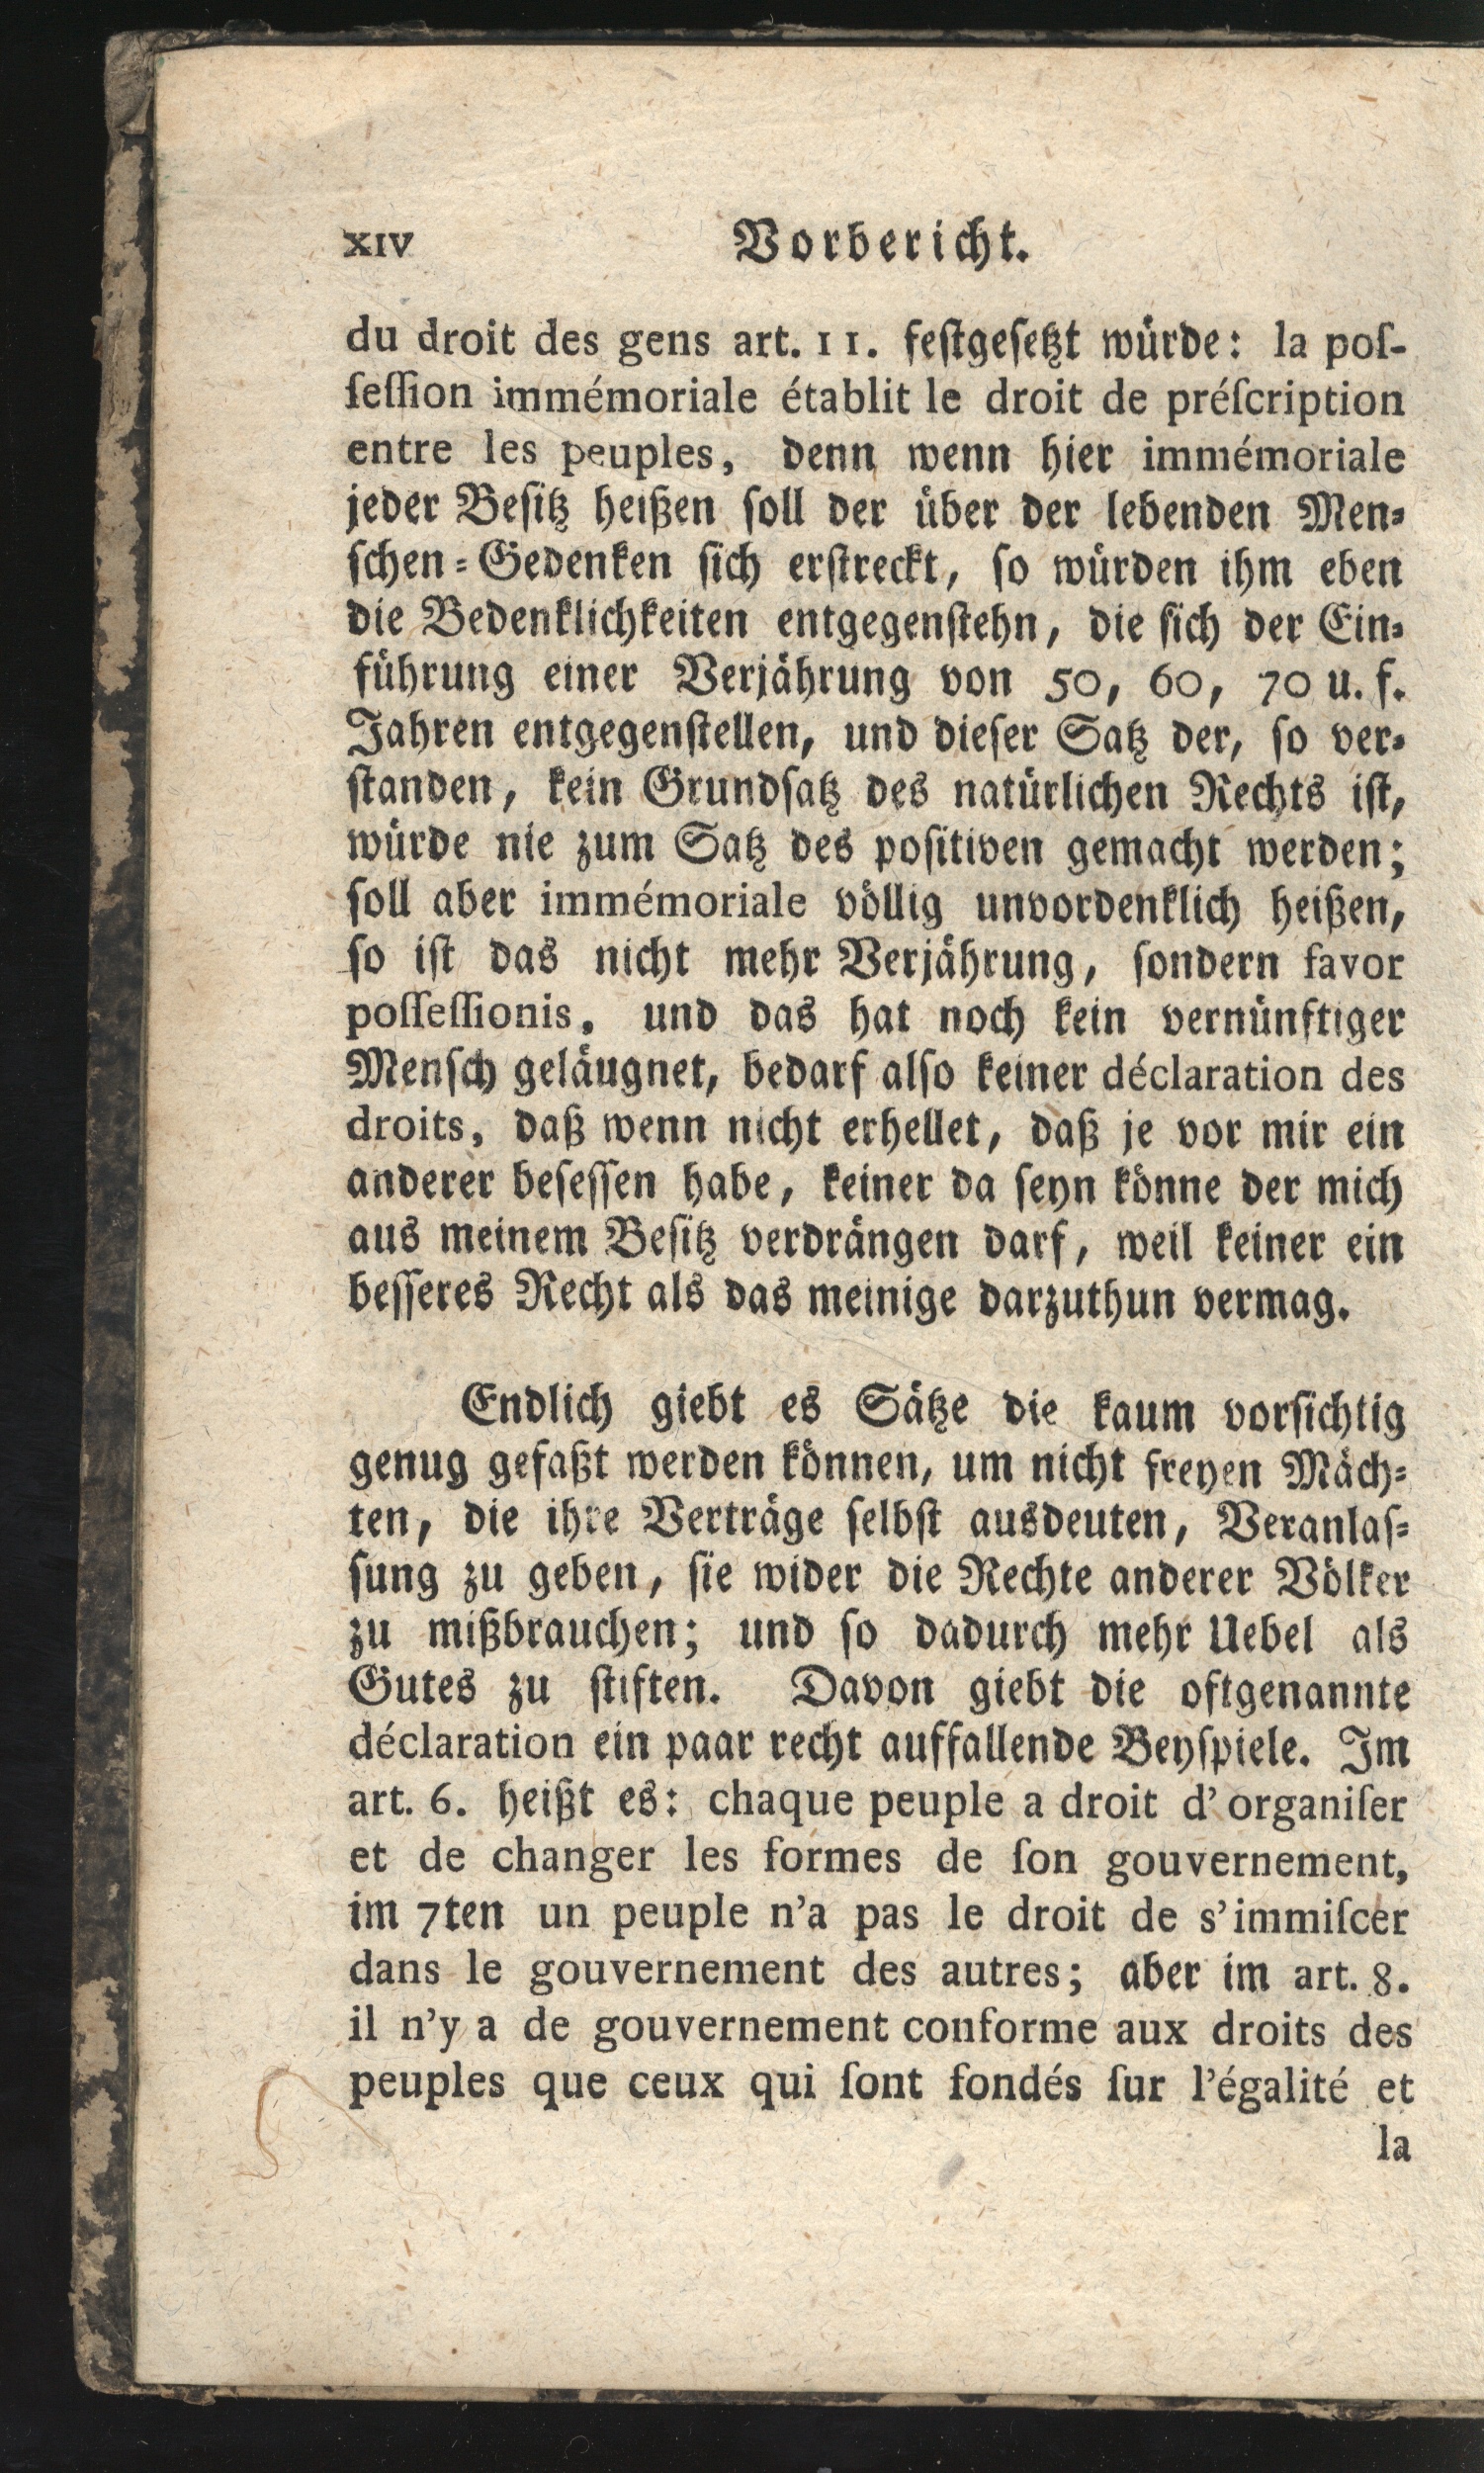 XIV Vorbericht.
du droit des gens art. 11. feſtgeſetzt würde: la poſ-
ſeſſion immémoriale établit le droit de préſcription
entre les peuples, denn wenn hier immémoriale
jeder Beſitz heißen ſoll der über der lebenden Men-
ſchen-Gedenken ſich erſtreckt, ſo würden ihm eben
die Bedenklichkeiten entgegenſtehn, die ſich der Ein-
führung einer Verjährung von 50, 60, 70 u. f.
Jahren entgegenſtellen, und dieſer Satz der, ſo ver-
ſtanden, kein Grundſatz des natürlichen Rechts iſt,
würde nie zum Satz des poſitiven gemacht werden;
ſoll aber immémoriale völlig unvordenklich heißen,
ſo iſt das nicht mehr Verjährung, ſondern favor
poſſeſſionis, und das hat noch kein vernünftiger
Menſch geläugnet, bedarf alſo keiner déclaration des
droits, daß wenn nicht erhellet, daß je vor mir ein
anderer beſeſſen habe, keiner da ſeyn könne der mich
aus meinem Beſitz verdrängen darf, weil keiner ein
beſſeres Recht als das meinige darzuthun vermag.
Endlich giebt es Sätze die kaum vorſichtig
genug gefaßt werden können, um nicht freyen Mäch-
ten, die ihre Verträge ſelbſt ausdeuten, Veranlaſ-
ſung zu geben, ſie wider die Rechte anderer Völker
zu mißbrauchen; und ſo dadurch mehr Uebel als
Gutes zu ſtiften. Davon giebt die oftgenannte
déclaration ein paar recht auffallende Beyſpiele. Im
art. 6. heißt es: chaque peuple a droit d'organiſer
et de changer les formes de ſon gouvernement,
im 7ten un peuple n'a pas le droit de s'immiſcer
dans le gouvernement des autres; aber im art. 8.
il n'y a de gouvernement conforme aux droits des
peuples que ceux qui ſont fondés ſur l'égalité et
la